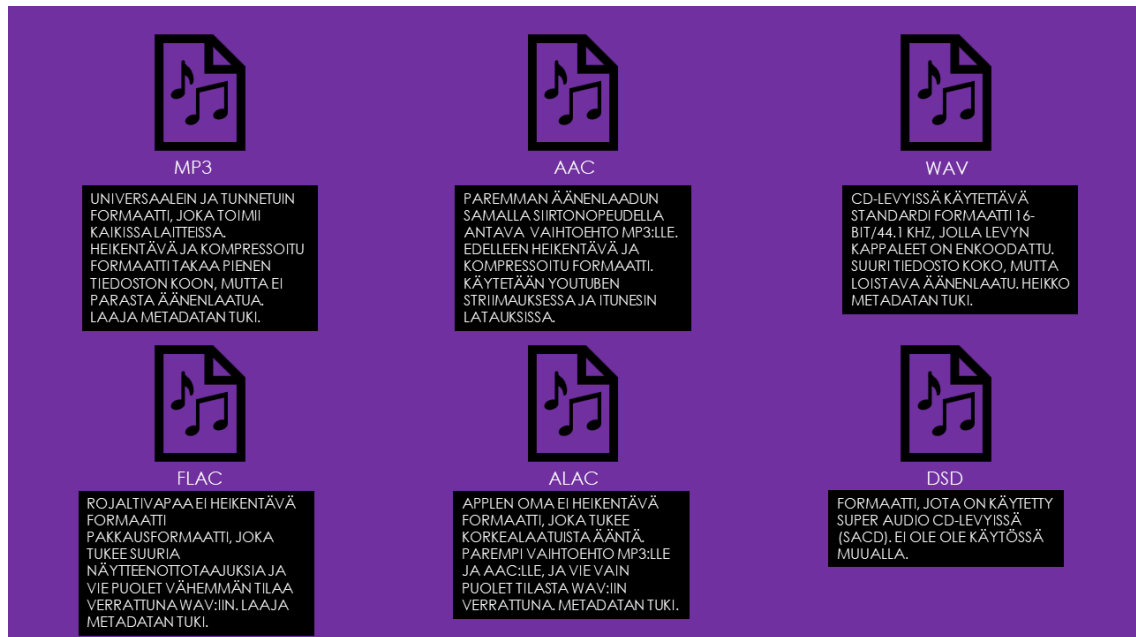 MP3
UNIVERSAALEIN JA TUNNETUIN
FORMAATTI, JOKA TOIMII
KAIKISSA LAITTEISSA.
HEIKENTÄVÄ JA KOMPRESSOITU
FORMAATTI TAKAA PIENEN
TIEDOSTON KOON, MUTTA EI
PARASTA ÄÄNENLAATUA.
LAAJA METADATAN TUKI.
AAC
PAREMMAN ÄÄNENLAADUN
SAMALLA SIIRTONOPEUDELLA
ANTAVA VAIHTOEHTO MP3:LLE.
EDELLEEN HEIKENTÄVÄ JA
KOMPRESSOITU FORMAATTI.
KÄYTETÄÄN YOUTUBEN
STRIIMAUKSESSA JA ITUNESIN
LATAUKSISSA.
WAV
CD-LEVYISSÄ KÄYTETTÄVÄ
STANDARDI FORMAATTI 16-
BIT/44.1 KHZ, JOLLA LEVYN
KAPPALEET ON ENKOODATTU.
SUURI TIEDOSTO KOKO, MUTTA
LOISTAVA ÄÄNENLAATU. HEIKKO
METADATAN TUKI.
FLAC
ROJALTIVAPAA EI HEIKENTÄVÄ
FORMAATTI
PAKKAUSFORMAATTI, JOKA
TUKEE SUURIA
NÄYTTEENOTTOTAAJUKSIA JA
VIE PUOLET VÄHEMMÄN TILAA
VERRATTUNA WAV:IIN. LAAJA
METADATAN TUKI.
ALAC
APPLEN OMA EI HEIKENTÄVÄ
FORMAATTI, JOKA TUKEE
KORKEALAATUISTA ÄÄNTÄ.
PAREMPI VAIHTOEHTO MP3:LLE
JA AAC:LLE, JA VIE VAIN
PUOLET TILASTA WAV:IIN
VERRATTUNA. METADATAN TUKI.
DSD
FORMAATTI, JOTA ON KÄYTETTY
SUPER AUDIO CD-LEVYISSÄ
(SACD). EI OLE OLE KÄYTÖSSÄ
MUUALLA.